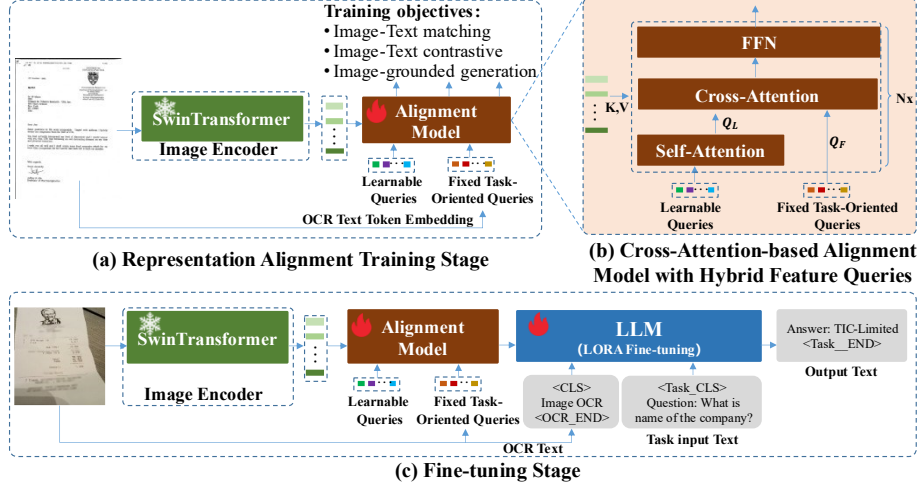 Training objectives:
• Image-Text matching
• Image-Text contrastive
• Image-grounded generation
SwinTransformer
Image Encoder
Alignment
Model
Learnable
Queries
Fixed Task-
Oriented Queries
OCR Text Token Embedding
(a) Representation Alignment Training Stage
FFN
Cross-Attention
K,V
Nx
Q_L
Q_F
Self-Attention
Learnable
Queries
Fixed Task-Oriented
Queries
(b) Cross-Attention-based Alignment
Model with Hybrid Feature Queries
SwinTransformer
Image Encoder
Alignment
Model
Learnable
Queries
Fixed Task-
Oriented Queries
LLM
(LORA Fine-tuning)
<CLS>
Image OCR
<OCR_END>
<Task_CLS>
Question: What is
name of the company?
Task input Text
Answer: TIC-Limited
<Task__END>
Output Text
OCR Text
(c) Fine-tuning Stage